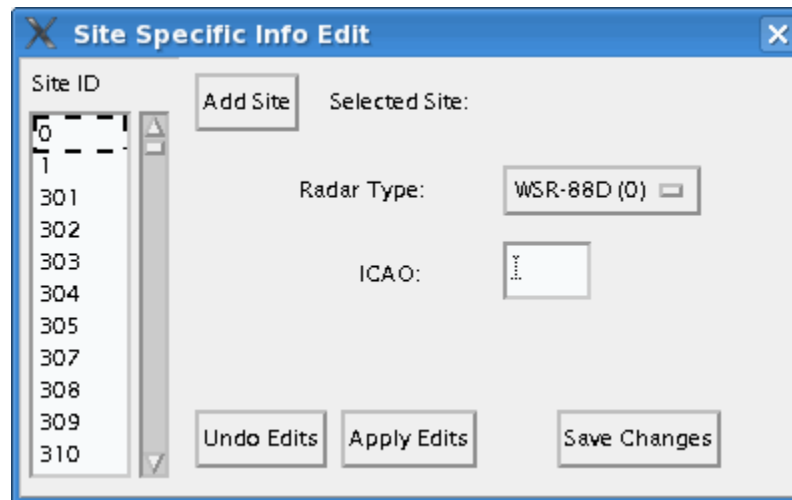 Site Specific Info Edit
Site ID
0
1
301
302
303
304
305
307
308
309
310
Add Site
Selected Site:
Radar Type:
WSR-88D (0)
ICAO:
Undo Edits
Apply Edits
Save Changes